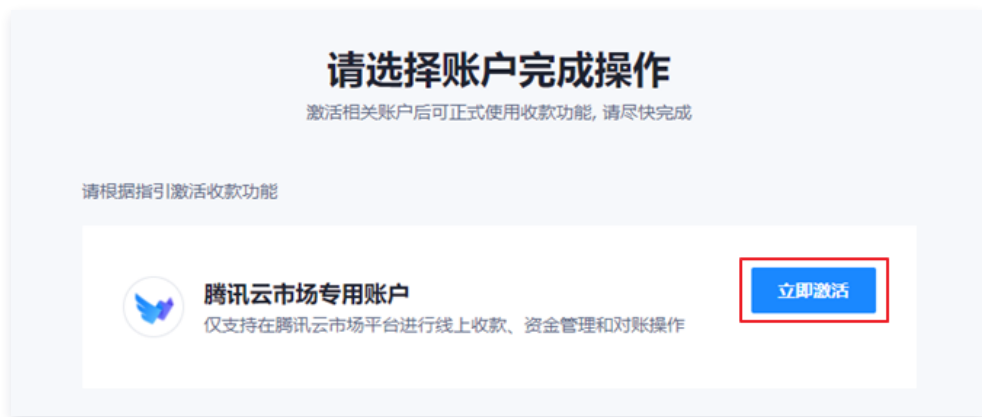 请选择账户完成操作
激活相关账户后可正式使用收款功能, 请尽快完成
请根据指引激活收款功能
腾讯云市场专用账户
立即激活
仅支持在腾讯云市场平台进行线上收款、资金管理和对账操作